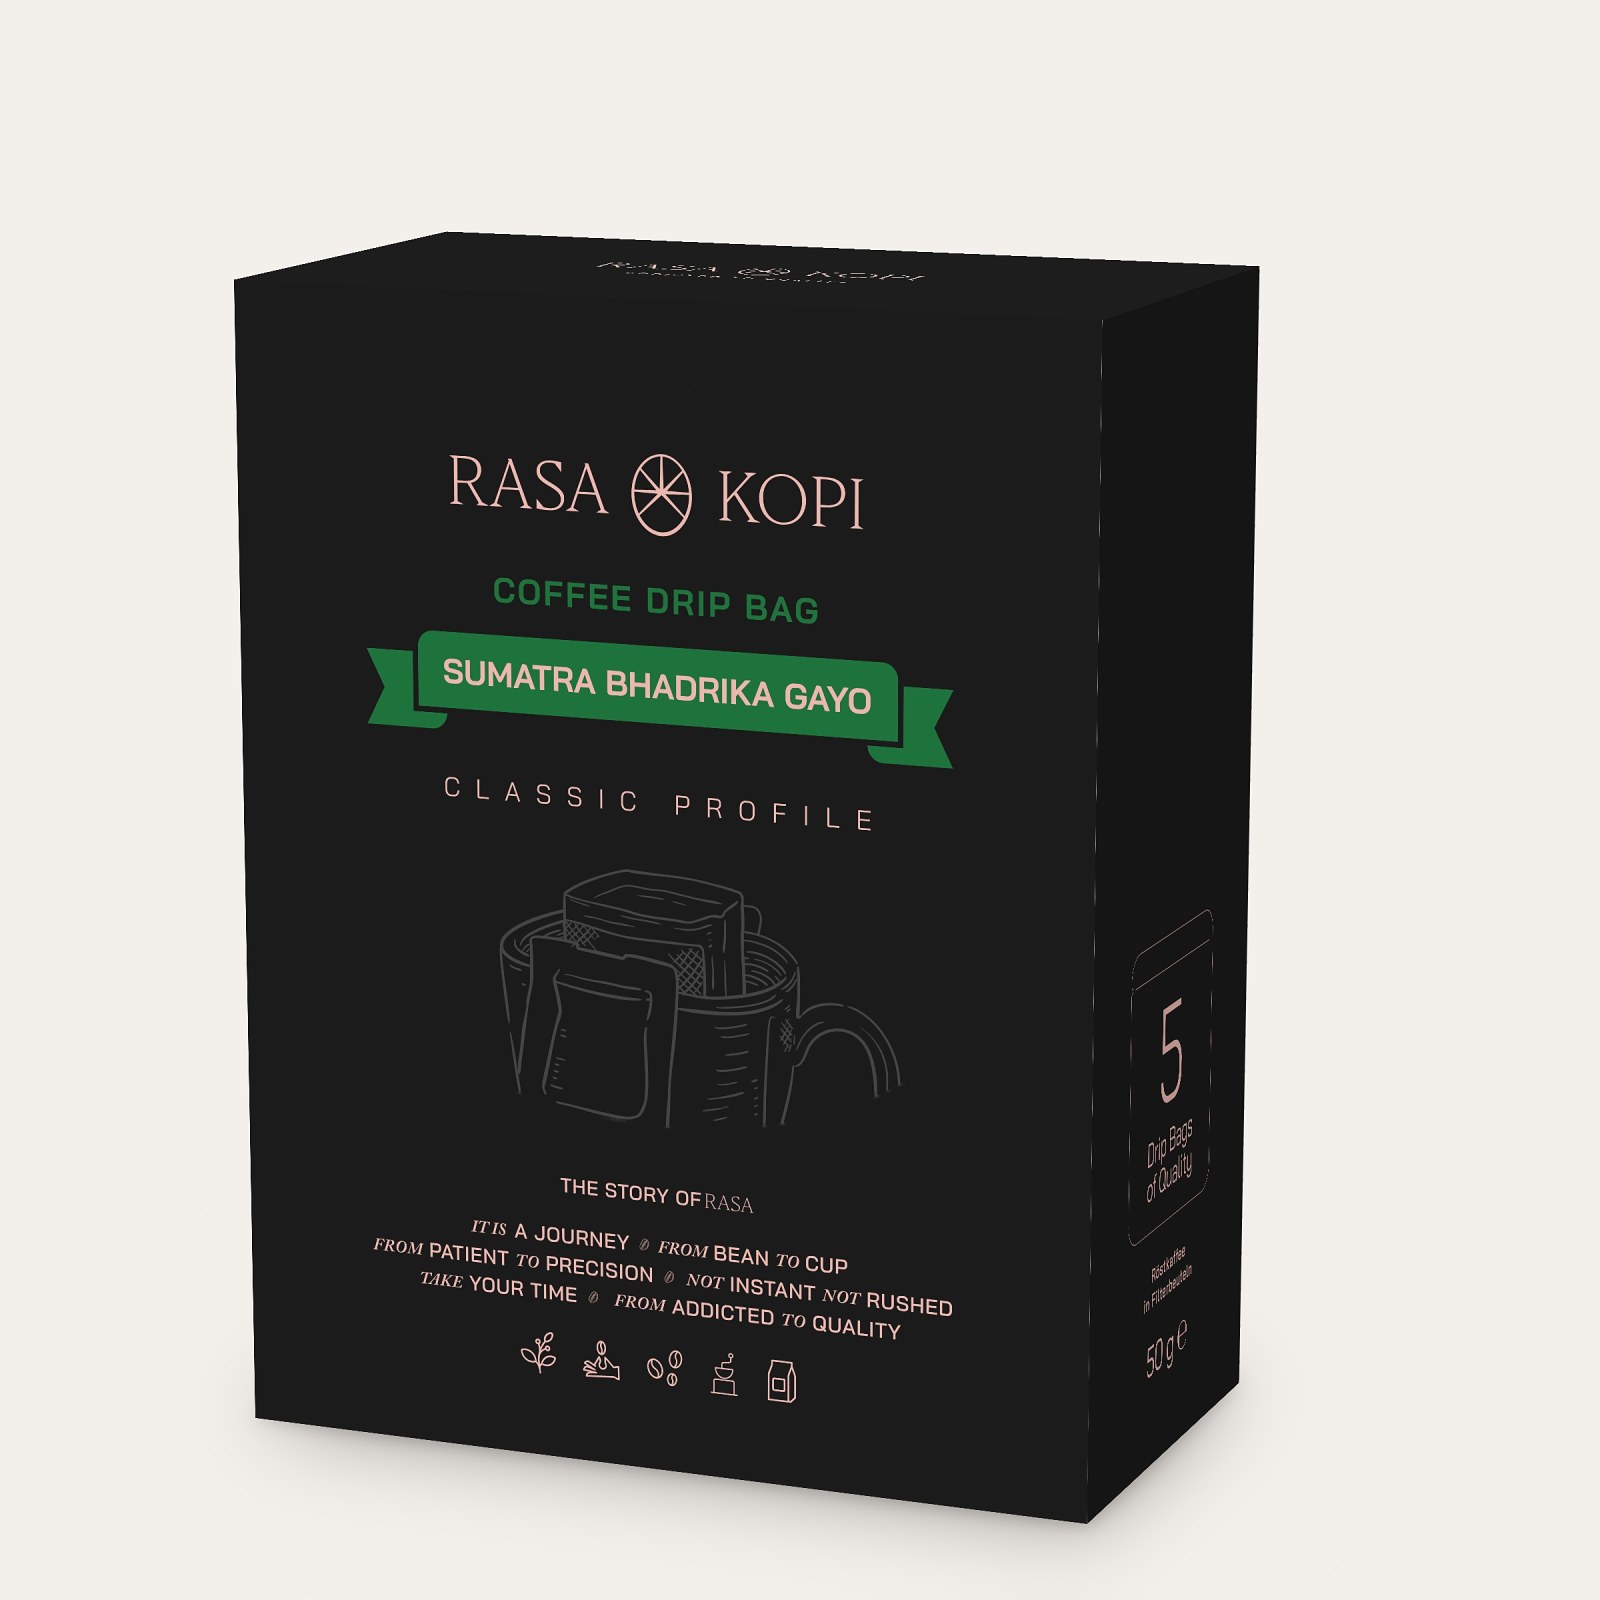 RASA KOPI
RASA KOPI
COFFEE DRIP BAG
SUMATRA BHADRIKA GAYO
CLASSIC PROFILE
THE STORY OF RASA
IT IS A JOURNEY FROM BEAN TO CUP
FROM PATIENT TO PRECISION NOT INSTANT NOT RUSHED
TAKE YOUR TIME FROM ADDICTED TO QUALITY
5
Drip Bags
of Quality
Röstkaffee
in Filterbeuteln
50 g ℮